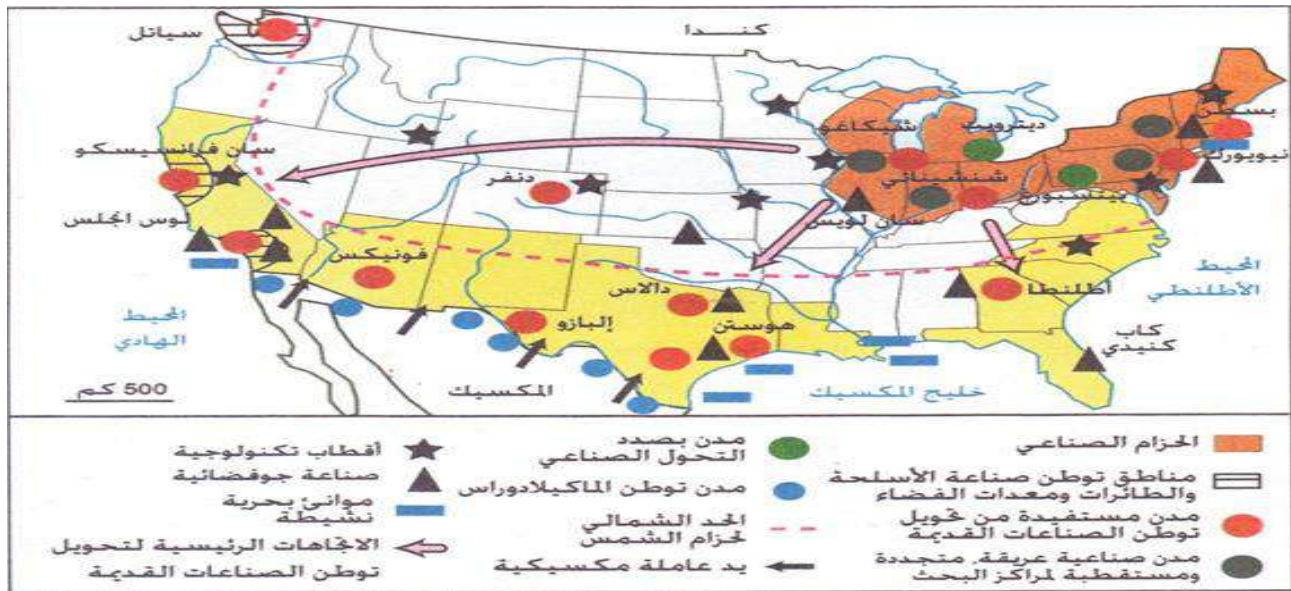 كنـــدا
سياتل
بسطن
ديترويت
شيكاغو
نيويورك
سان فرانسيسكو
شنشيناتي
بيتسبورغ
دنفر
سان لويس
لوس انجلس
فونيكس
المحيط
الأطلنطي
أطلنطا
دالاس
المحيط
الهادي
إلبازو
هوستن
كاب
كنيدي
المكسيك
خليج المكسيك
500 كم
الحزام الصناعي
مناطق توطن صناعة الأسلحة
والطائرات ومعدات الفضاء
مدن مستفيدة من تحويل
توطن الصناعات القديمة
مدن صناعية عريقة، متجددة
ومستقطبة لمراكز البحث
مدن بصدد
التحول الصناعي
مدن توطن الماكيلادوراس
الحد الشمالي
لحزام الشمس
يد عاملة مكسيكية
أقطاب تكنولوجية
صناعة جوفضائية
موانئ بحرية
نشيطة
الاتجاهات الرئيسية لتحويل
توطن الصناعات القديمة